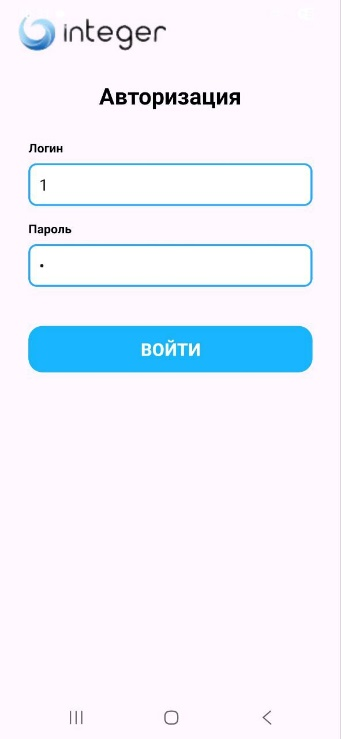 integer
Авторизация
Логин
1
Пароль
•
ВОЙТИ